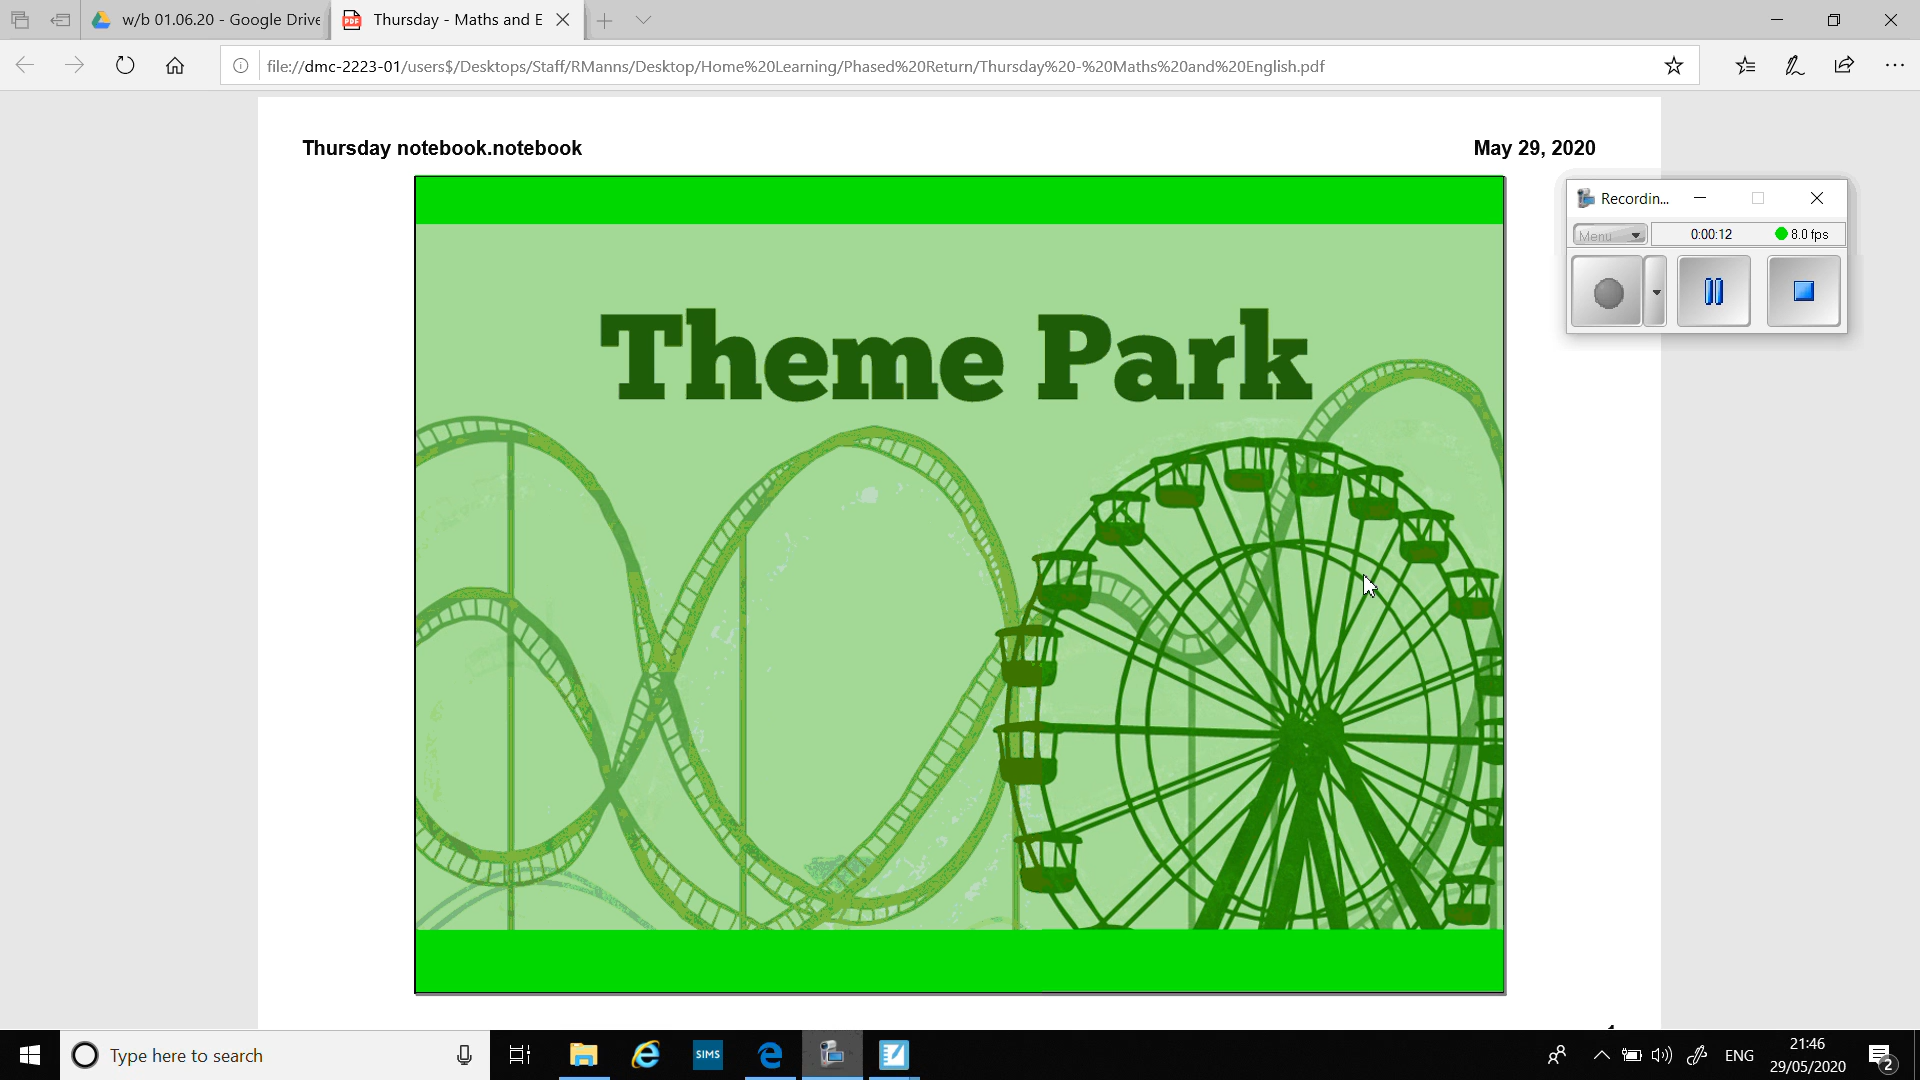 w/b 01.06.20 - Google Drive
Thursday - Maths and E
file://dmc-2223-01/users$/Desktops/Staff/RManns/Desktop/Home%20Learning/Phased%20Return/Thursday%20-%20Maths%20and%20English.pdf
Thursday notebook.notebook
May 29, 2020
Recordin...
Menu
0:00:12
8.0 fps
Theme Park
Type here to search
SIMS
ENG
21:46
29/05/2020
2